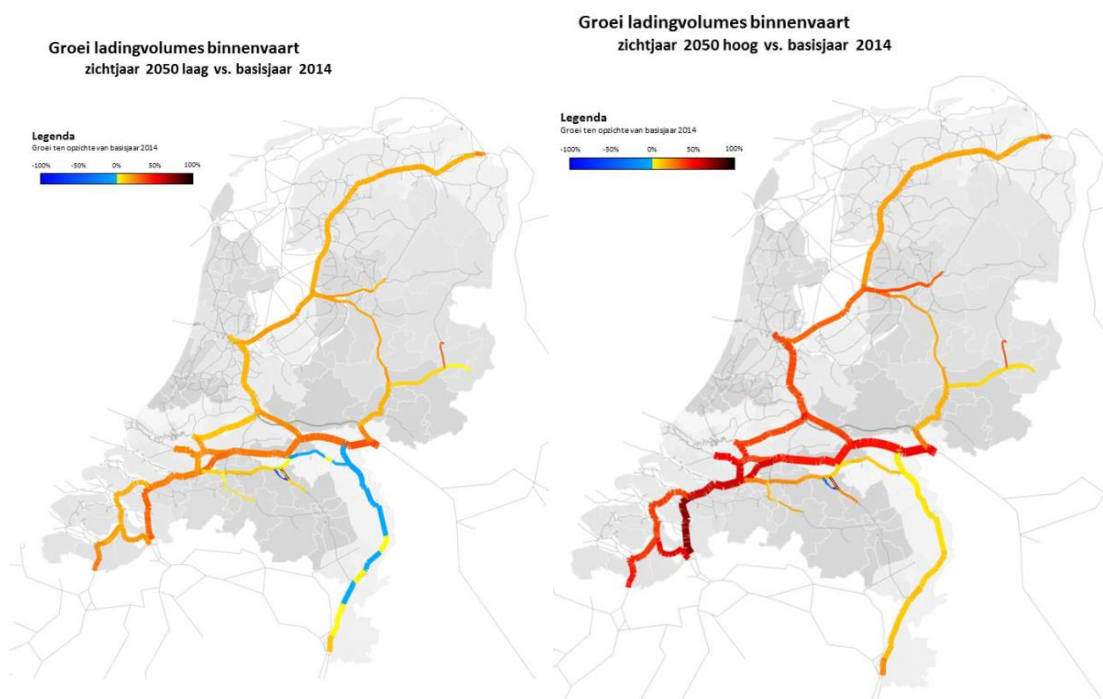 Groei ladingvolumes binnenvaart
zichtjaar 2050 laag vs. basisjaar 2014
Legenda
Groei ten opzichte van basisjaar 2014
-100% -50% 0% 50% 100%
Groei ladingvolumes binnenvaart
zichtjaar 2050 hoog vs. basisjaar 2014
Legenda
Groei ten opzichte van basisjaar 2014
-100% -50% 0% 50% 100%